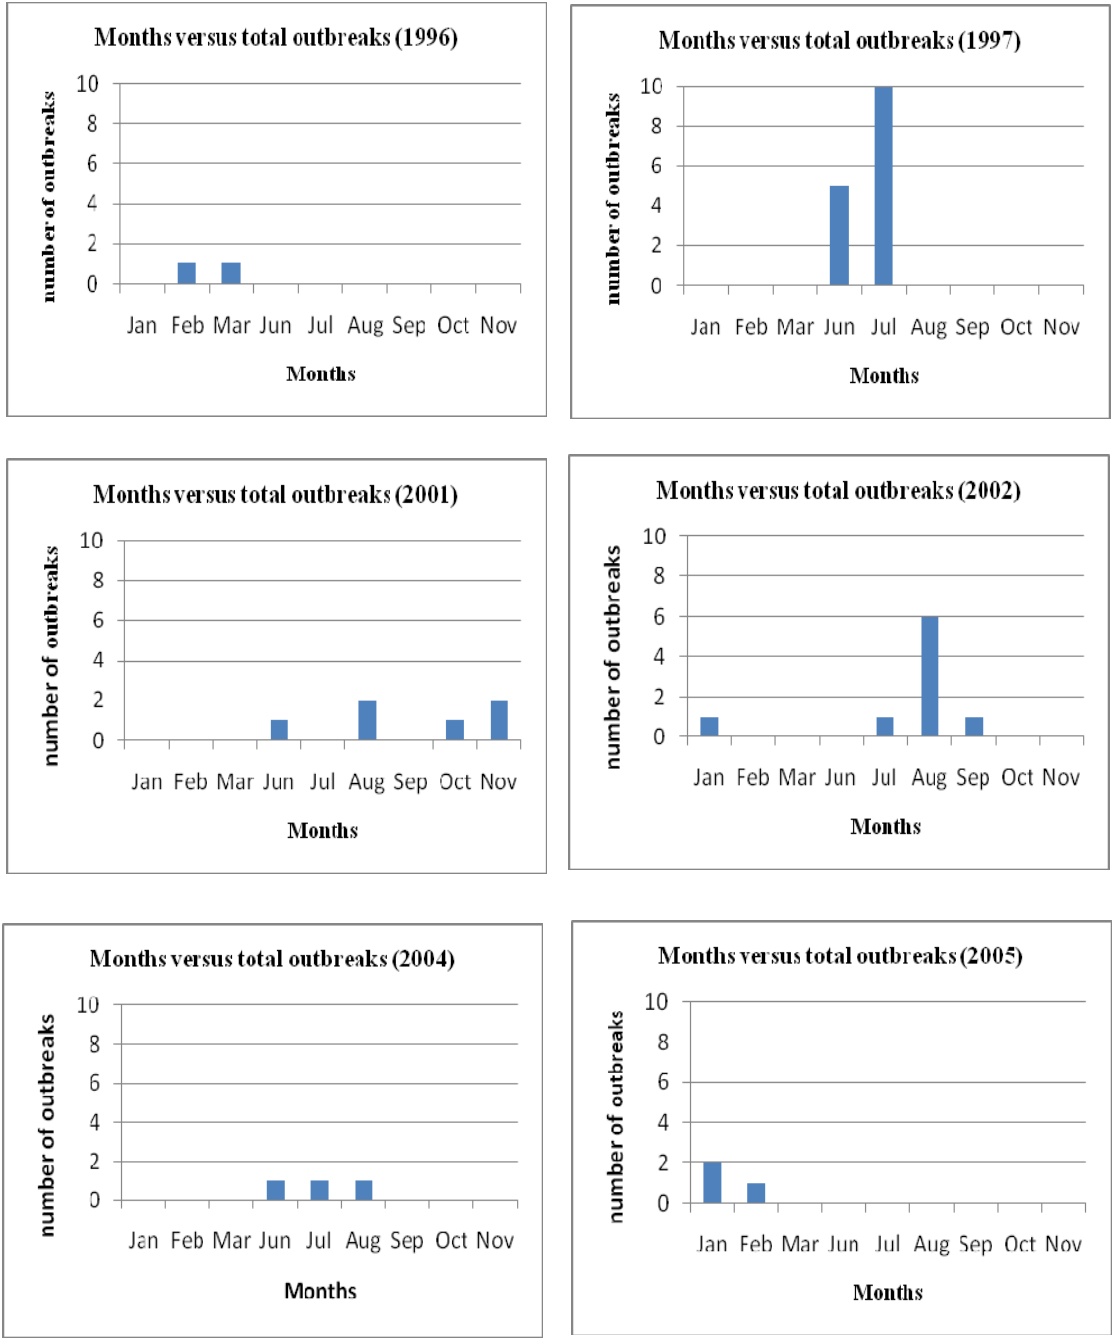 Months versus total outbreaks (1996)
number of outbreaks
10
8
6
4
2
0
Jan Feb Mar Jun Jul Aug Sep Oct Nov
Months
Months versus total outbreaks (1997)
number of outbreaks
10
8
6
4
2
0
Jan Feb Mar Jun Jul Aug Sep Oct Nov
Months
Months versus total outbreaks (2001)
number of outbreaks
10
8
6
4
2
0
Jan Feb Mar Jun Jul Aug Sep Oct Nov
Months
Months versus total outbreaks (2002)
number of outbreaks
10
8
6
4
2
0
Jan Feb Mar Jun Jul Aug Sep Oct Nov
Months
Months versus total outbreaks (2004)
number of outbreaks
10
8
6
4
2
0
Jan Feb Mar Jun Jul Aug Sep Oct Nov
Months
Months versus total outbreaks (2005)
number of outbreaks
10
8
6
4
2
0
Jan Feb Mar Jun Jul Aug Sep Oct Nov
Months